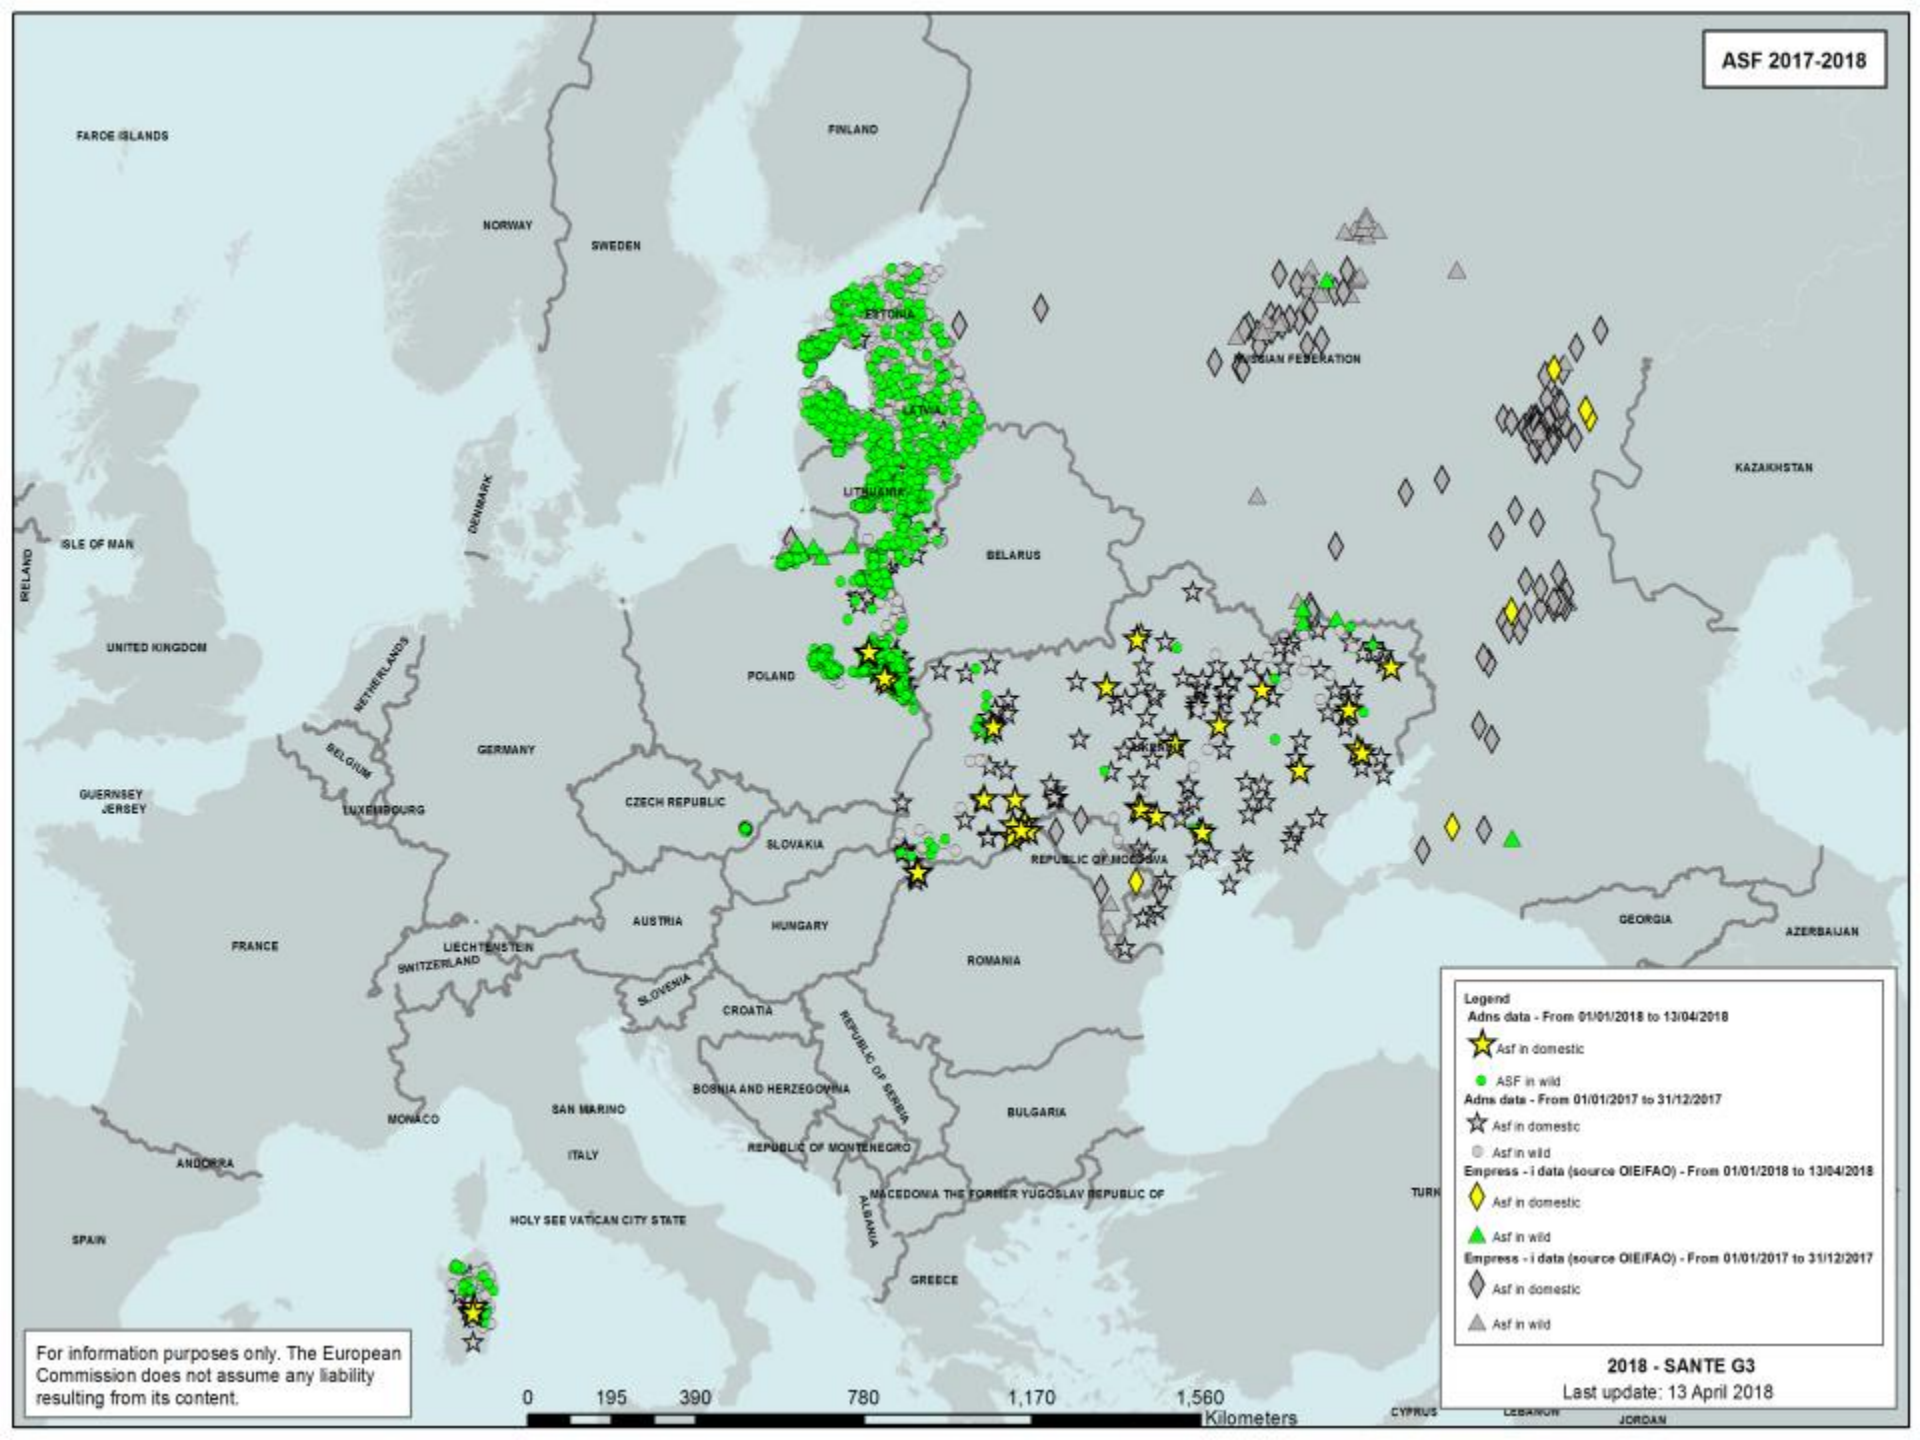 ASF 2017-2018
FAROE ISLANDS
FINLAND
NORWAY
SWEDEN
ESTONIA
RUSSIAN FEDERATION
LATVIA
KAZAKHSTAN
LITHUANIA
DENMARK
ISLE OF MAN
IRELAND
BELARUS
UNITED KINGDOM
NETHERLANDS
POLAND
GERMANY
BELGIUM
UKRAINE
GUERNSEY
JERSEY
LUXEMBOURG
CZECH REPUBLIC
SLOVAKIA
REPUBLIC OF MOLDOVA
AUSTRIA
HUNGARY
GEORGIA
AZERBAIJAN
FRANCE
LIECHTENSTEIN
SWITZERLAND
ROMANIA
SLOVENIA
CROATIA
REPUBLIC OF SERBIA
BOSNIA AND HERZEGOVINA
SAN MARINO
MONACO
BULGARIA
REPUBLIC OF MONTENEGRO
ITALY
ANDORRA
MACEDONIA THE FORMER YUGOSLAV REPUBLIC OF
ALBANIA
TURK
HOLY SEE VATICAN CITY STATE
SPAIN
GREECE
Legend
Adns data - From 01/01/2018 to 13/04/2018
Asf in domestic
ASF in wild
Adns data - From 01/01/2017 to 31/12/2017
Asf in domestic
Asf in wild
Empress - i data (source OIE/FAO) - From 01/01/2018 to 13/04/2018
Asf in domestic
Asf in wild
Empress - i data (source OIE/FAO) - From 01/01/2017 to 31/12/2017
Asf in domestic
Asf in wild
2018 - SANTE G3
Last update: 13 April 2018
For information purposes only. The European
Commission does not assume any liability
resulting from its content.
0 195 390 780 1,170 1,560
Kilometers
CYPRUS
LEBANON
JORDAN